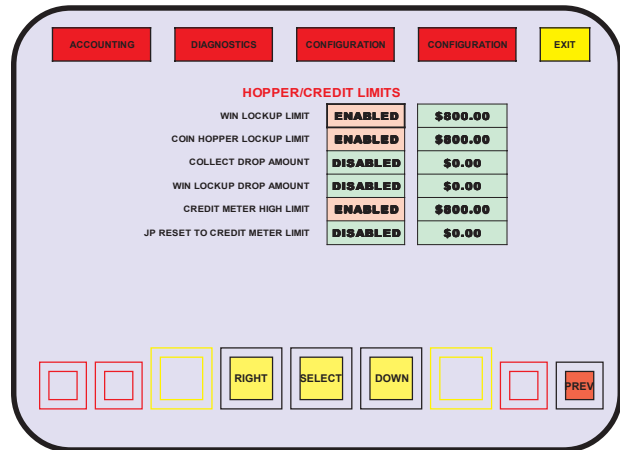 ACCOUNTING DIAGNOSTICS CONFIGURATION CONFIGURATION EXIT
HOPPER/CREDIT LIMITS
WIN LOCKUP LIMIT ENABLED $800.00
COIN HOPPER LOCKUP LIMIT ENABLED $800.00
COLLECT DROP AMOUNT DISABLED $0.00
WIN LOCKUP DROP AMOUNT DISABLED $0.00
CREDIT METER HIGH LIMIT ENABLED $800.00
JP RESET TO CREDIT METER LIMIT DISABLED $0.00
RIGHT SELECT DOWN PREV